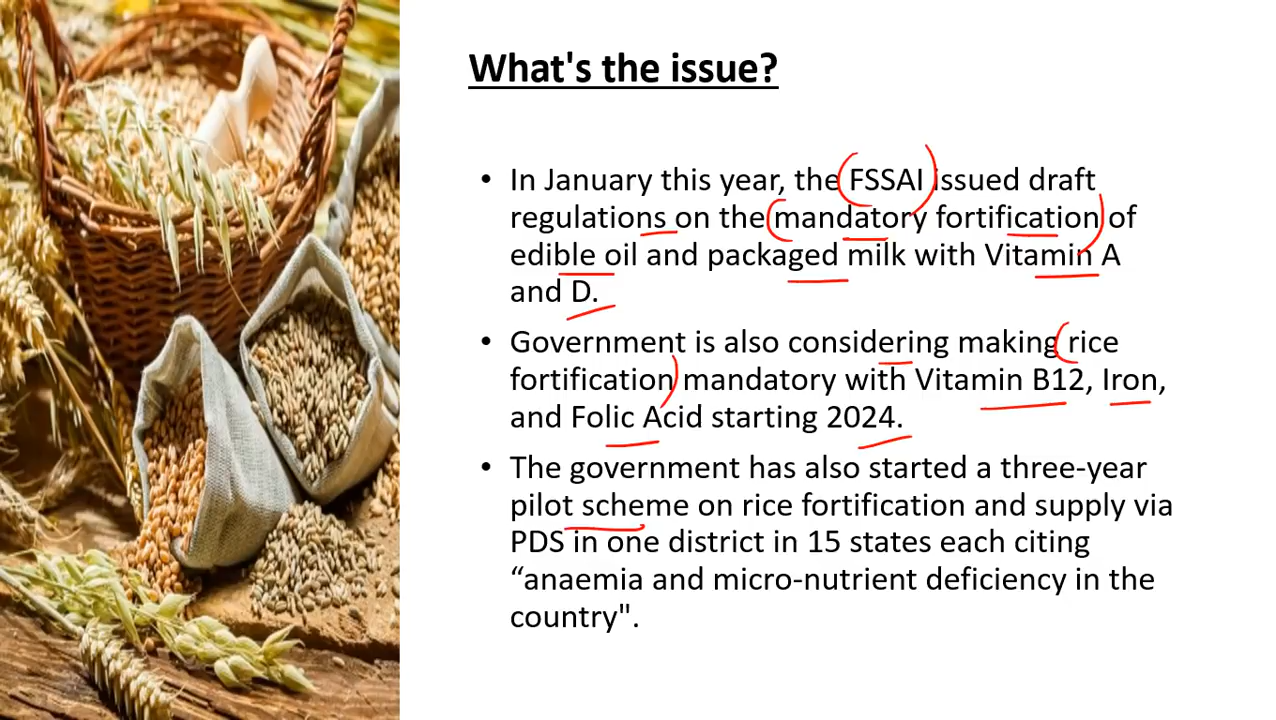 What's the issue?
• In January this year, the FSSAI issued draft
regulations on the mandatory fortification of
edible oil and packaged milk with Vitamin A
and D.
• Government is also considering making rice
fortification mandatory with Vitamin B12, Iron,
and Folic Acid starting 2024.
• The government has also started a three-year
pilot scheme on rice fortification and supply via
PDS in one district in 15 states each citing
“anaemia and micro-nutrient deficiency in the
country".